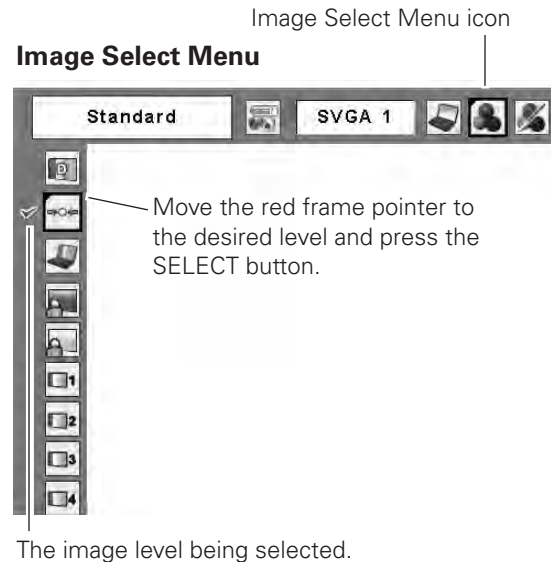 Image Select Menu icon
Image Select Menu
Standard
SVGA 1
Move the red frame pointer to
the desired level and press the
SELECT button.
1
2
3
4
The image level being selected.